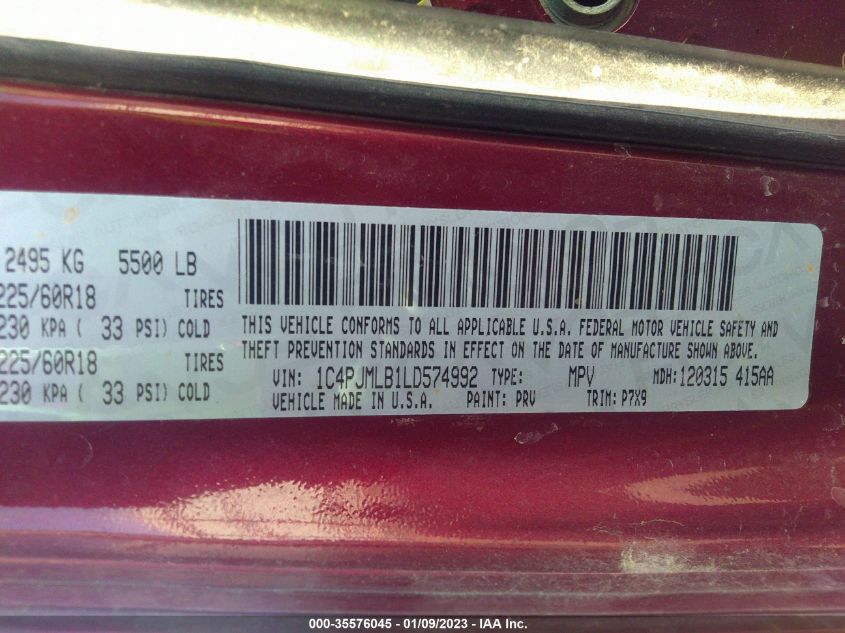 2495 KG 5500 LB
225/60R18 TIRES
230 KPA ( 33 PSI) COLD
225/60R18 TIRES
230 KPA ( 33 PSI) COLD
THIS VEHICLE CONFORMS TO ALL APPLICABLE U.S.A. FEDERAL MOTOR VEHICLE SAFETY AND
THEFT PREVENTION STANDARDS IN EFFECT ON THE DATE OF MANUFACTURE SHOWN ABOVE.
VIN: 1C4PJMLB1LD574992 TYPE: MPV MDH: 120315 415AA
VEHICLE MADE IN U.S.A. PAINT: PRV TRIM: P7X9
000-35576045 - 01/09/2023 - IAA Inc.